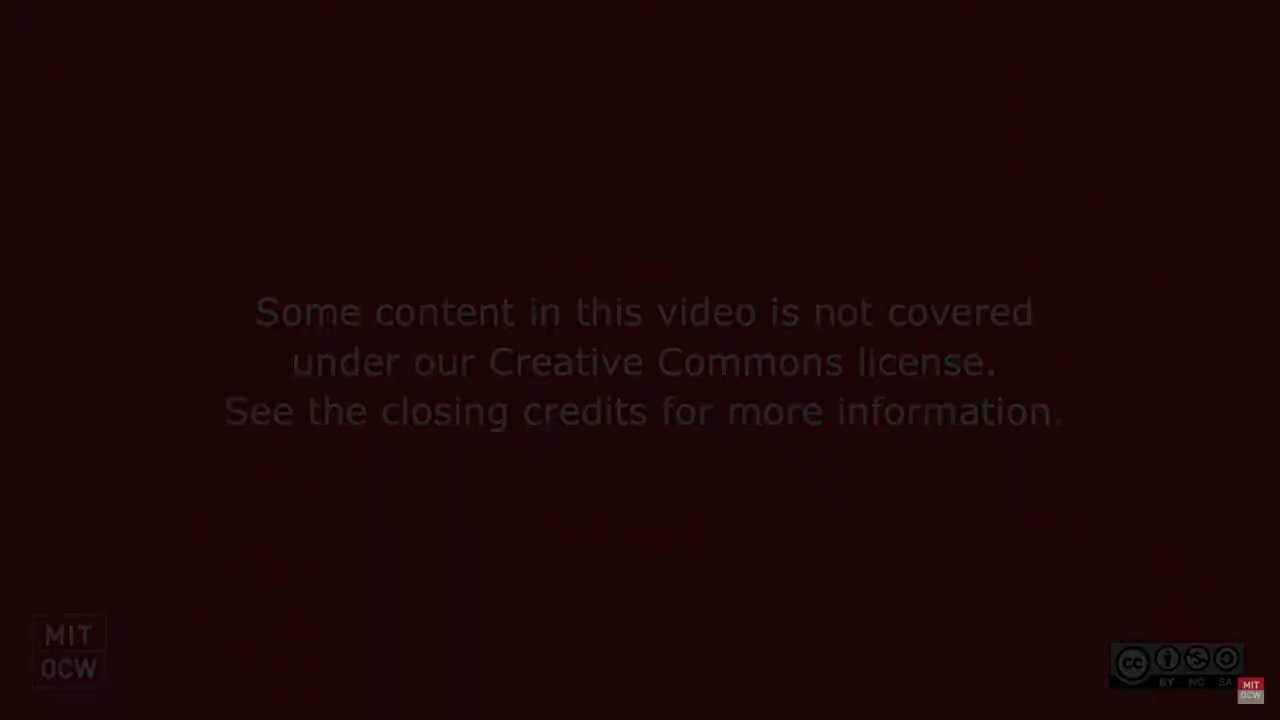 Some content in this video is not covered
under our Creative Commons license.
See the closing credits for more information.
MIT
OCW
cc
BY NC SA
MIT
OCW